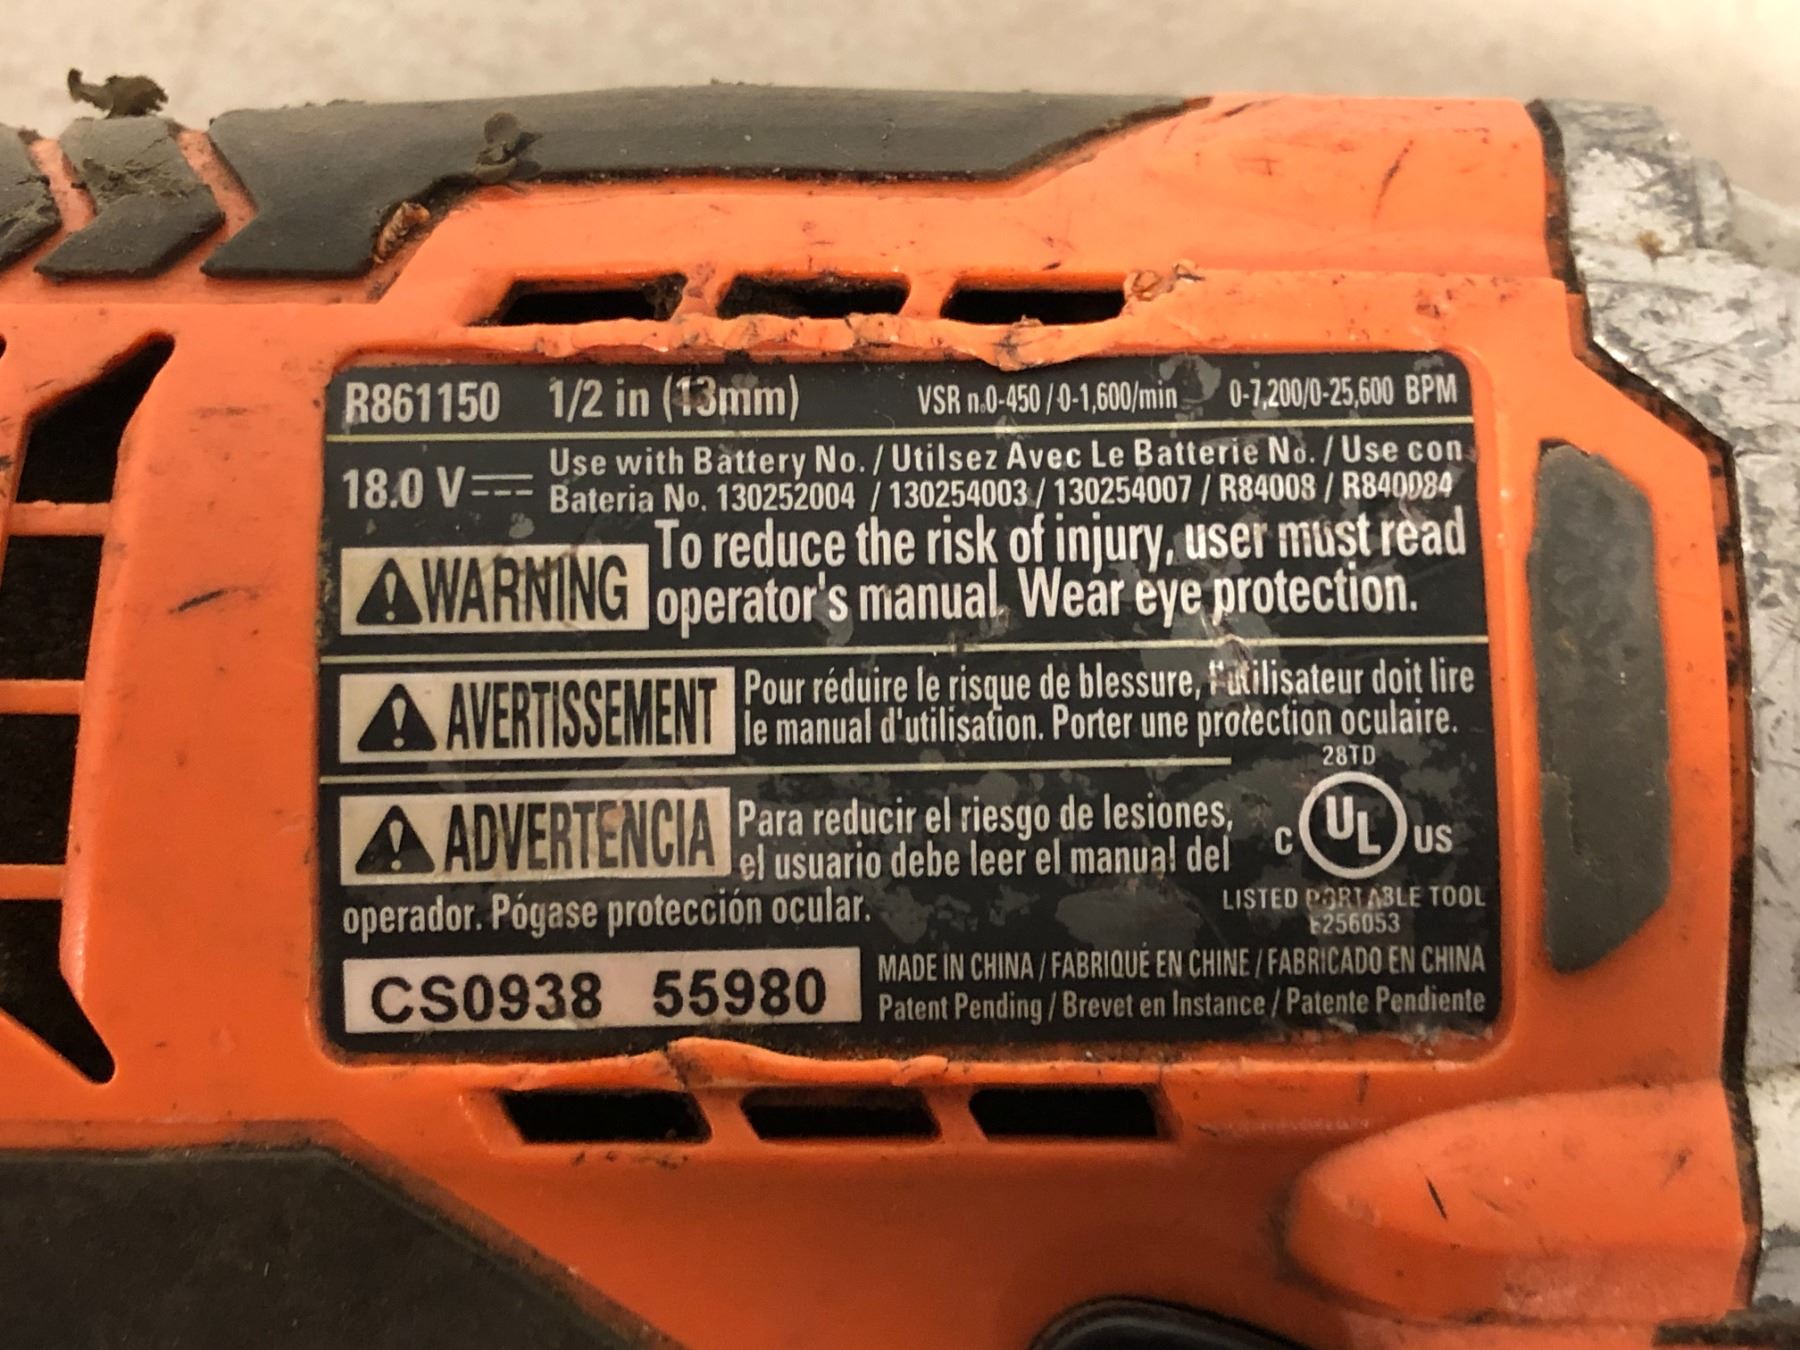 R861150 1/2 in (13mm) VSR n₀0-450/0-1,600/min 0-7,200/0-25,600 BPM
18.0 V Use with Battery No. / Utilsez Avec Le Batterie No. / Use con
Bateria No. 130252004 / 130254003 / 130254007 / R84008 / R840084
WARNING To reduce the risk of injury, user must read
operator's manual. Wear eye protection.
AVERTISSEMENT Pour réduire le risque de blessure, l'utilisateur doit lire
le manual d'utilisation. Porter une protection oculaire.
28TD
ADVERTENCIA Para reducir el riesgo de lesiones,
el usuario debe leer el manual del
operador. Pógase protección ocular.
C UL US
LISTED PORTABLE TOOL
E256053
CS0938 55980
MADE IN CHINA / FABRIQUÉ EN CHINE / FABRICADO EN CHINA
Patent Pending / Brevet en Instance / Patente Pendiente